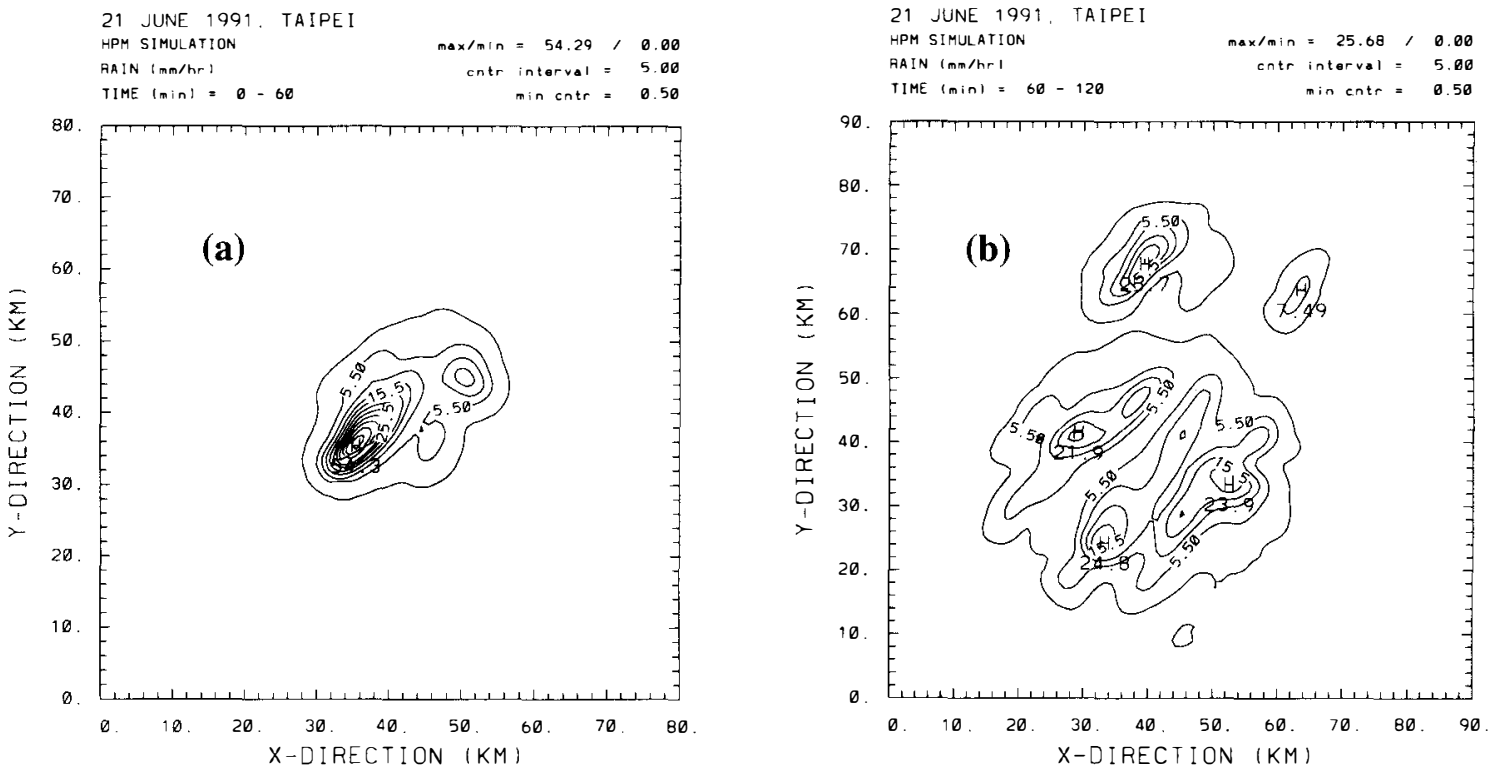 21 JUNE 1991, TAIPEI
HPM SIMULATION max/min = 54.29 / 0.00
RAIN (mm/hr) cntr interval = 5.00
TIME (min) = 0 - 60 min cntr = 0.50
80.
70.
60.
50.
40.
30.
20.
10.
0.
Y-DIRECTION (KM)
(a)
5.50
15.5
25.5
5.50
H
54.3
0. 10. 20. 30. 40. 50. 60. 70. 80.
X-DIRECTION (KM)
21 JUNE 1991, TAIPEI
HPM SIMULATION max/min = 25.68 / 0.00
RAIN (mm/hr) cntr interval = 5.00
TIME (min) = 60 - 120 min cntr = 0.50
90.
80.
70.
60.
50.
40.
30.
20.
10.
0.
Y-DIRECTION (KM)
(b)
5.50
H
25.7
H
7.49
5.50
5.50
5.50
H
21.9
15.5
H
23.9
5.50
15.5
H
24.8
5.50
0. 10. 20. 30. 40. 50. 60. 70. 80. 90.
X-DIRECTION (KM)